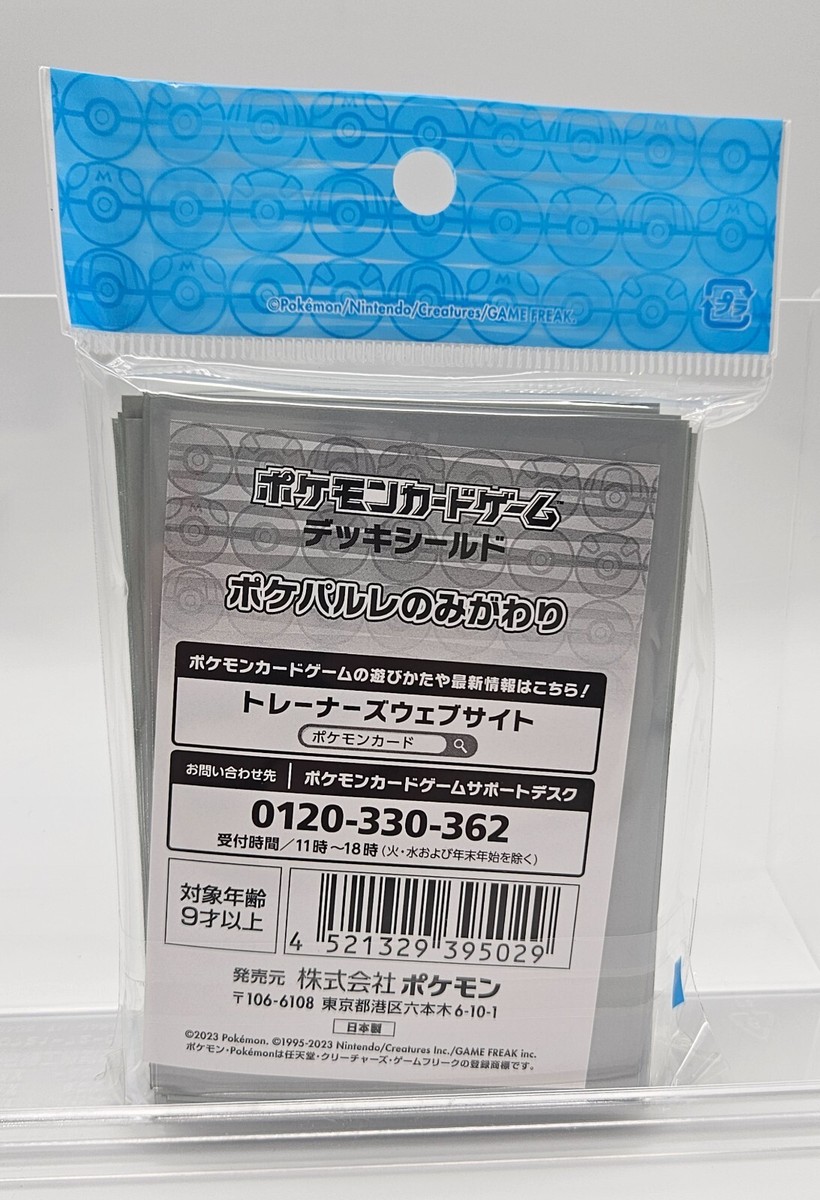 ©Pokémon/Nintendo/Creatures/GAME FREAK.
プラ
ポケモンカードゲーム
デッキシールド
ポケパルレのみがわり
ポケモンカードゲームの遊びかたや最新情報はこちら！
トレーナーズウェブサイト
ポケモンカード
お問い合わせ先 ポケモンカードゲームサポートデスク
0120-330-362
受付時間／11時～18時（火・水および年末年始を除く）
対象年齢
9才以上
4 521329 395029
発売元 株式会社ポケモン
〒106-6108 東京都港区六本木6-10-1
日本製
©2023 Pokémon. ©1995-2023 Nintendo/Creatures Inc./GAME FREAK inc.
ポケモン・Pokémonは任天堂・クリーチャーズ・ゲームフリークの登録商標です。